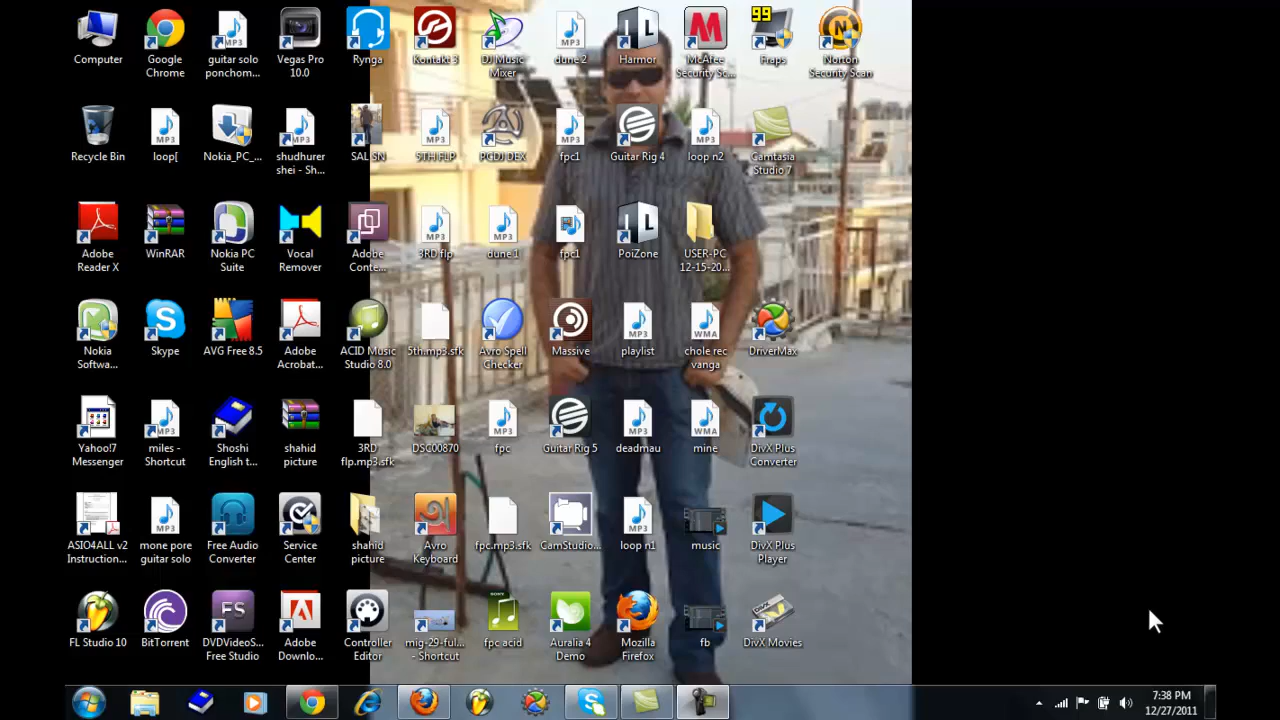 Computer
Google
Chrome
guitar solo
ponchom...
Vegas Pro
10.0
Rynga
Kontakt 3
DJ Music
Mixer
dune 2
Harmor
McAfee
Security Sc...
99
Fraps
Norton
Security Scan
Recycle Bin
loop[
Nokia_PC_...
shudhurer
shei - Sh...
SAL SN
5TH FLP
PCDJ DEX
fpc1
Guitar Rig 4
loop n2
Camtasia
Studio 7
Adobe
Reader X
WinRAR
Nokia PC
Suite
Vocal
Remover
Adobe
Conte...
3RD flp
dune 1
fpc1
PoiZone
USER-PC
12-15-20...
Nokia
Softwa...
Skype
AVG Free 8.5
Adobe
Acrobat...
ACID Music
Studio 8.0
5th.mp3.sfk
Avro Spell
Checker
Massive
playlist
chole rec
vanga
DriverMax
Yahoo!7
Messenger
miles -
Shortcut
Shoshi
English t...
shahid
picture
3RD
flp.mp3.sfk
DSC00870
fpc
Guitar Rig 5
deadmau
mine
DivX Plus
Converter
ASIO4ALL v2
Instruction...
mone pore
guitar solo
Free Audio
Converter
Service
Center
shahid
picture
Avro
Keyboard
fpc.mp3.sfk
CamStudio...
loop n1
music
DivX Plus
Player
FL Studio 10
BitTorrent
DVDVideoS...
Free Studio
Adobe
Downlo...
Controller
Editor
mig-29-ful...
- Shortcut
fpc acid
Auralia 4
Demo
Mozilla
Firefox
fb
DivX Movies
7:38 PM
12/27/2011